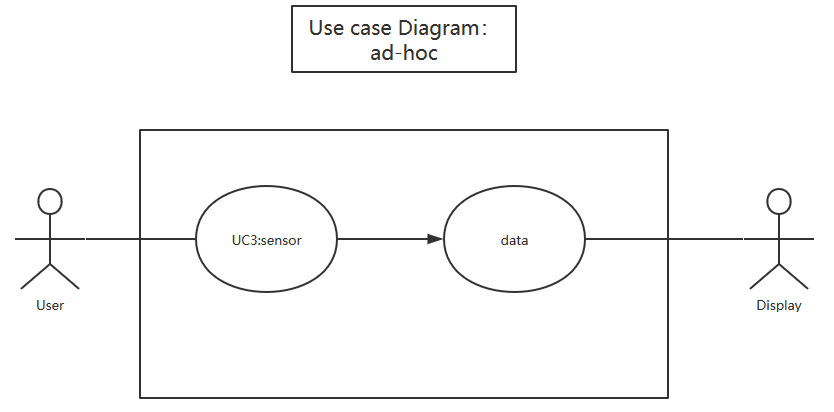 Use case Diagram：
ad-hoc
UC3:sensor
data
User
Display